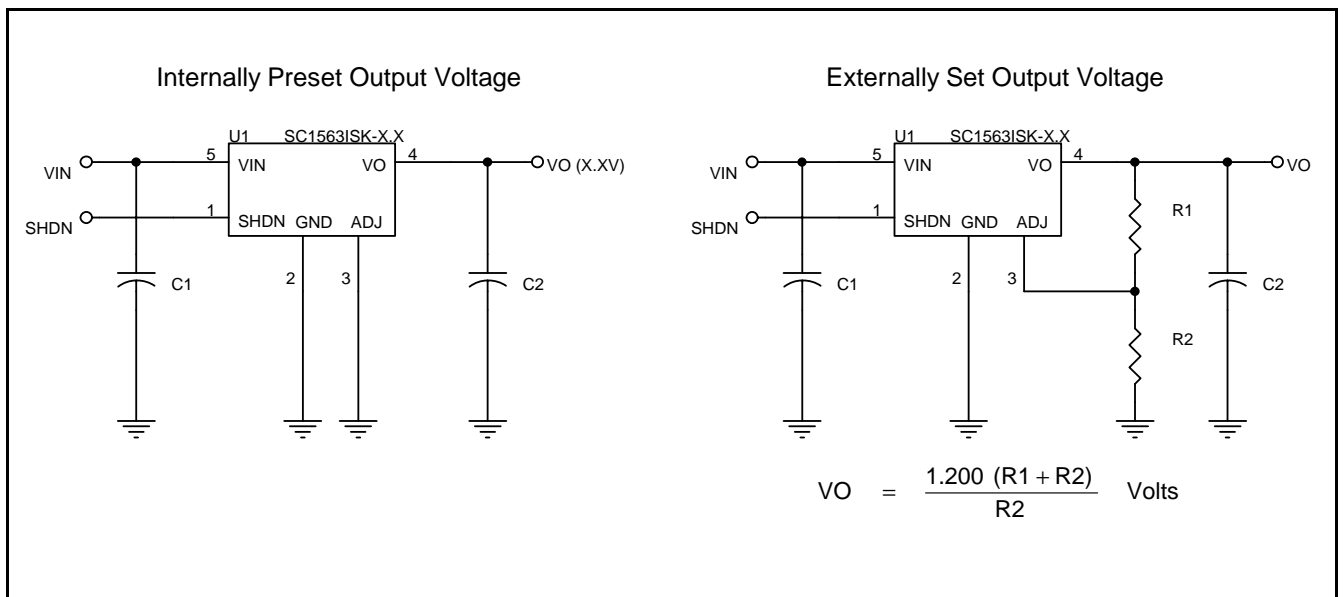 Internally Preset Output Voltage
U1 SC1563ISK-X.X
VIN
5
VIN
VO
4
VO (X.XV)
SHDN
1
SHDN GND ADJ
C1
2
3
C2
Externally Set Output Voltage
U1 SC1563ISK-X.X
VIN
5
VIN
VO
4
VO
SHDN
1
SHDN GND ADJ
R1
C1
2
3
C2
R2
VO = 1.200 (R1 + R2) Volts
R2